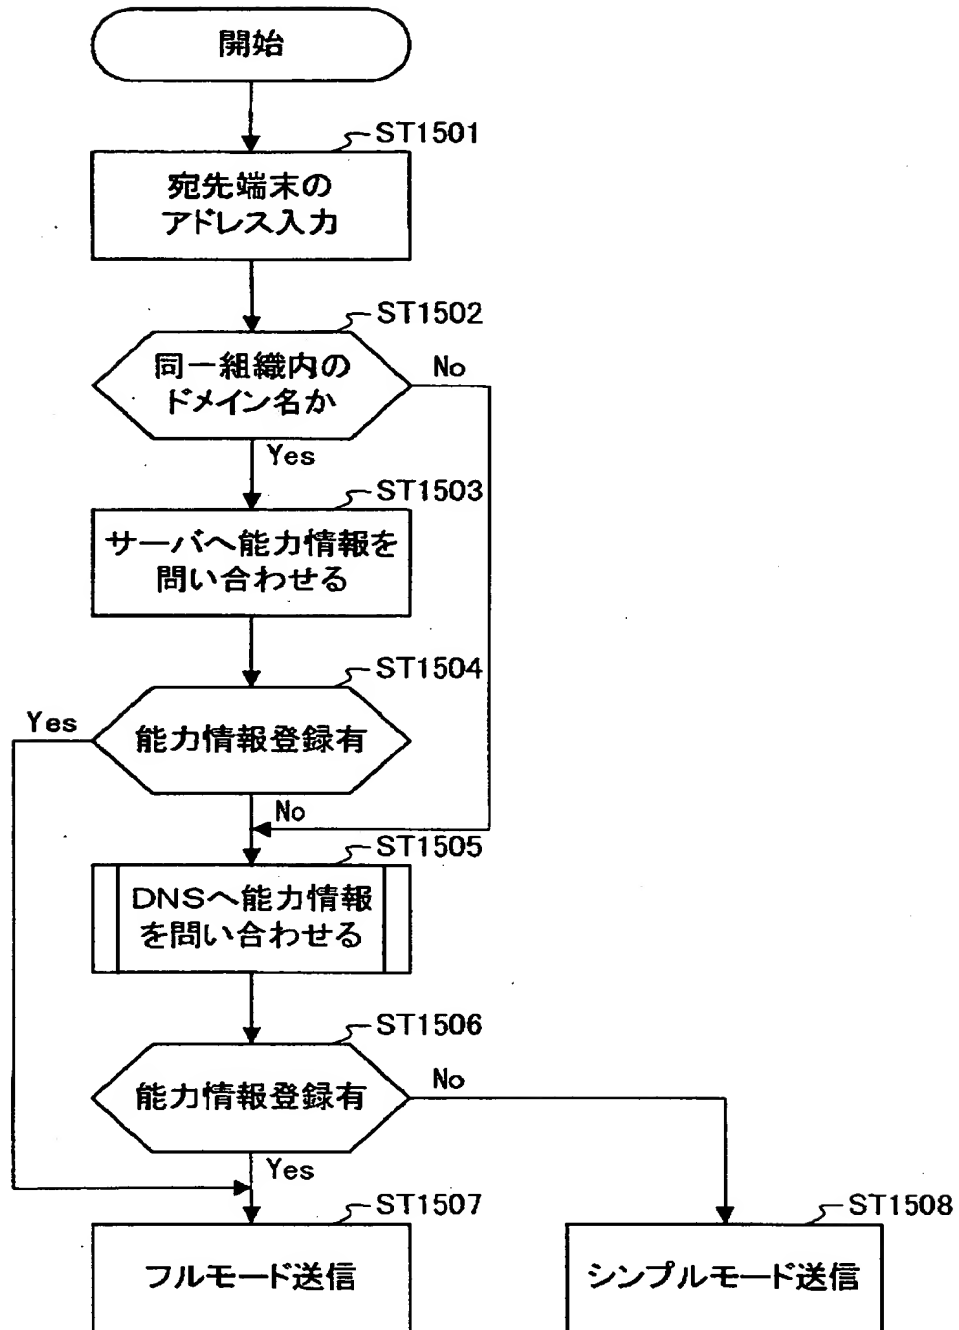 開始
ST1501
宛先端末の
アドレス入力
ST1502
同一組織内の
ドメイン名か
No
Yes
ST1503
サーバへ能力情報を
問い合わせる
ST1504
Yes
能力情報登録有
No
ST1505
DNSへ能力情報
を問い合わせる
ST1506
能力情報登録有
No
Yes
ST1507
フルモード送信
ST1508
シンプルモード送信